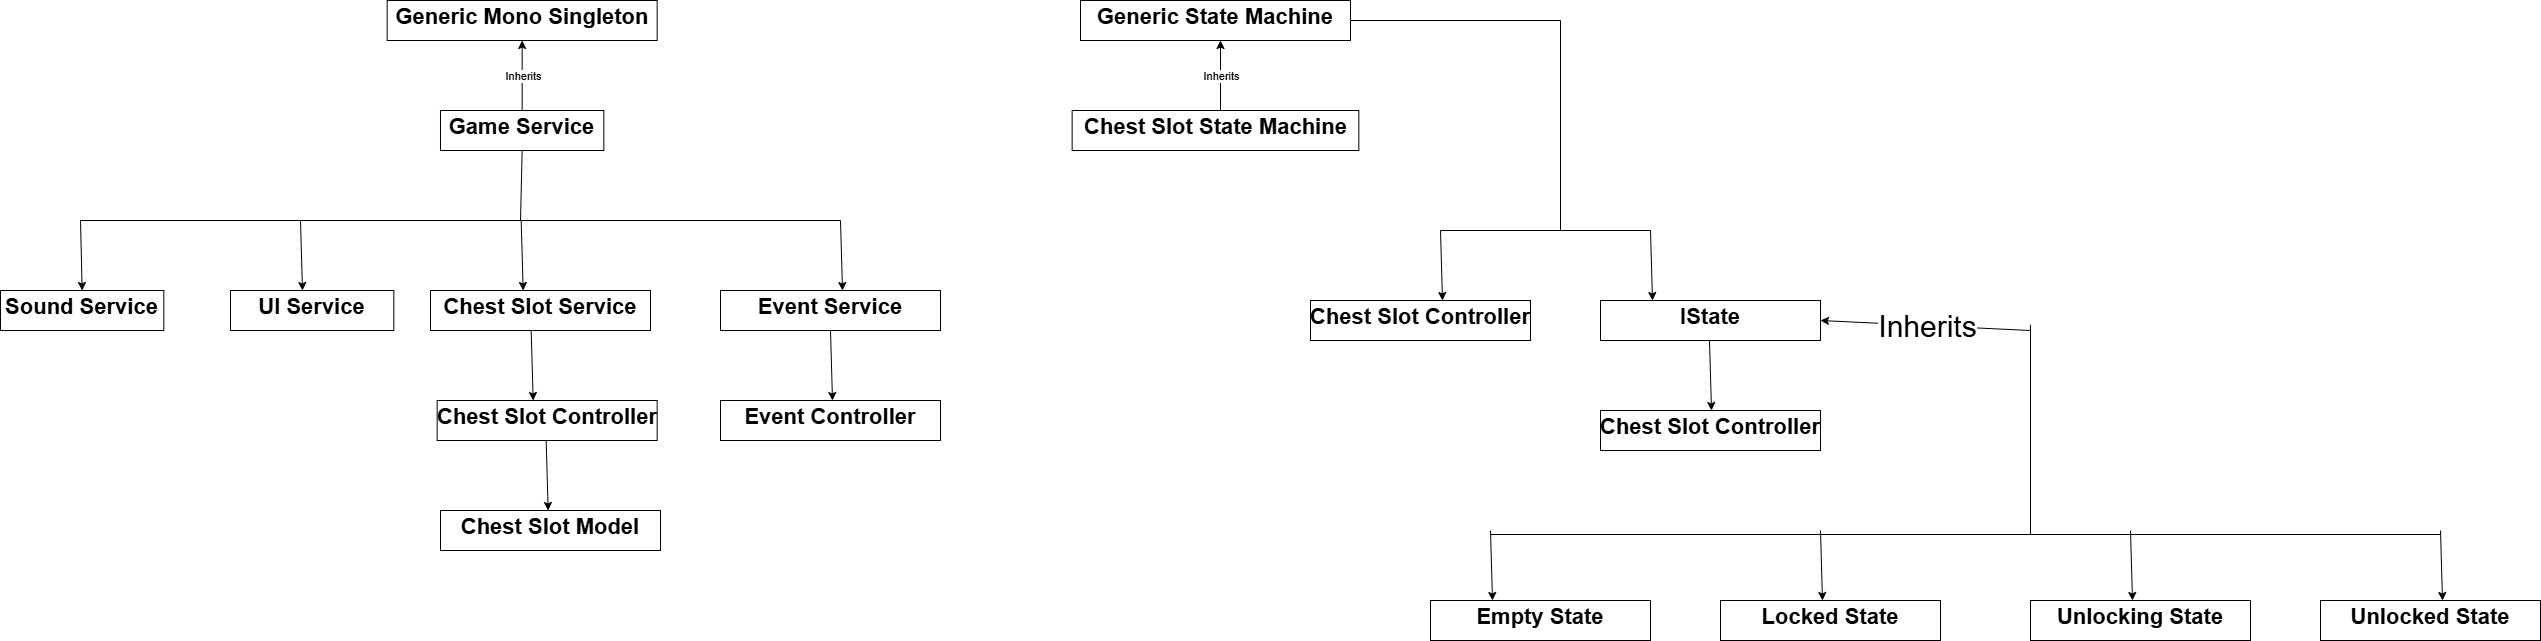 Generic Mono Singleton
Inherits
Game Service
Sound Service
UI Service
Chest Slot Service
Event Service
Chest Slot Controller
Event Controller
Chest Slot Model
Generic State Machine
Inherits
Chest Slot State Machine
Chest Slot Controller
IState
Inherits
Chest Slot Controller
Empty State
Locked State
Unlocking State
Unlocked State